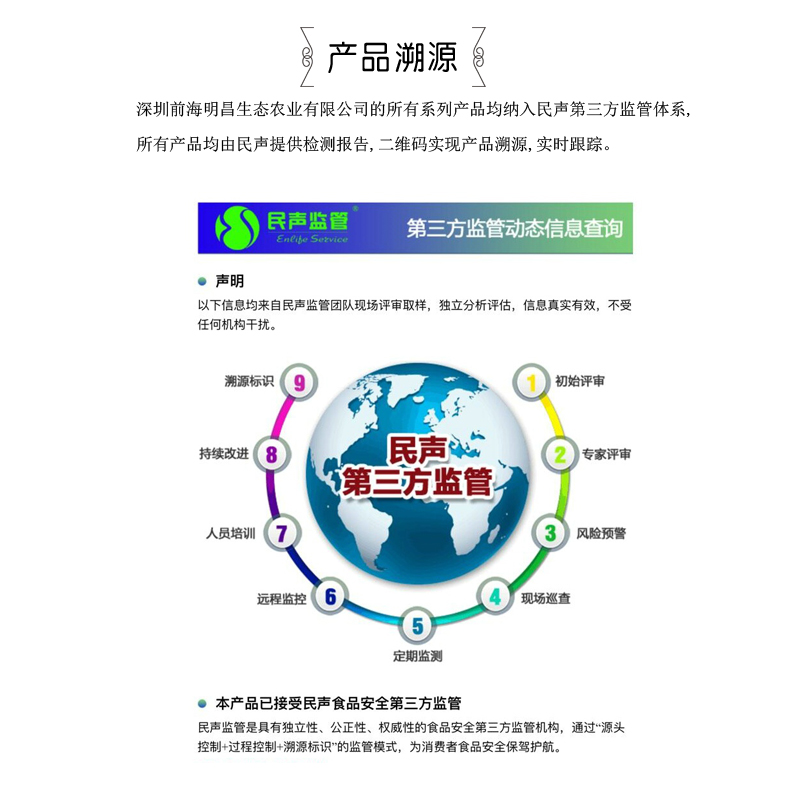 产品溯源
深圳前海明昌生态农业有限公司的所有系列产品均纳入民声第三方监管体系,
所有产品均由民声提供检测报告,二维码实现产品溯源,实时跟踪。
民声监管®
Enlife Service
第三方监管动态信息查询
声明
以下信息均来自民声监管团队现场评审取样，独立分析评估，信息真实有效，不受
任何机构干扰。
溯源标识 9
1 初始评审
持续改进 8
民声
2 专家评审
第三方监管
人员培训 7
3 风险预警
远程监控 6
4 现场巡查
5
定期监测
本产品已接受民声食品安全第三方监管
民声监管是具有独立性、公正性、权威性的食品安全第三方监管机构，通过“源头
控制+过程控制+溯源标识”的监管模式，为消费者食品安全保驾护航。